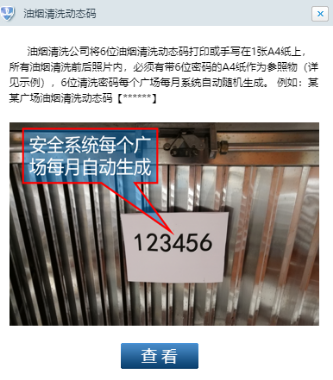 油烟清洗动态码
油烟清洗公司将6位油烟清洗动态码打印或手写在1张A4纸上，
所有油烟清洗前后照片内，必须有带6位密码的A4纸作为参照物（详
见示例），6位清洗密码每个广场每月系统自动随机生成。 例如：某
某广场油烟清洗动态码【******】
安全系统每个广
场每月自动生成
123456
查看